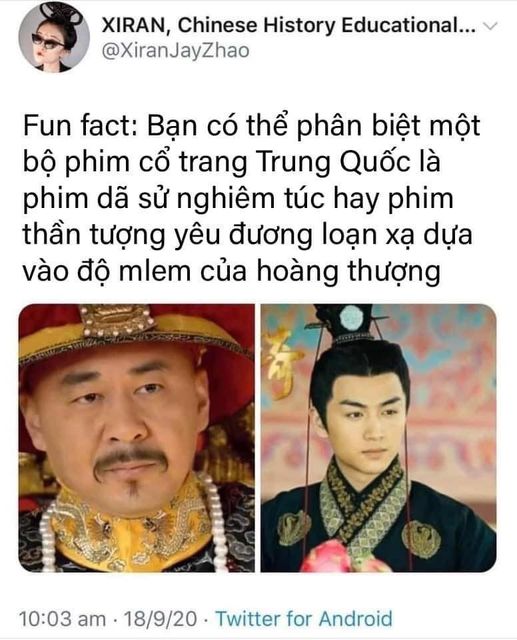 XIRAN, Chinese History Educational...
@XiranJayZhao
Fun fact: Bạn có thể phân biệt một
bộ phim cổ trang Trung Quốc là
phim dã sử nghiêm túc hay phim
thần tượng yêu đương loạn xạ dựa
vào độ mlem của hoàng thượng
10:03 am · 18/9/20 · Twitter for Android